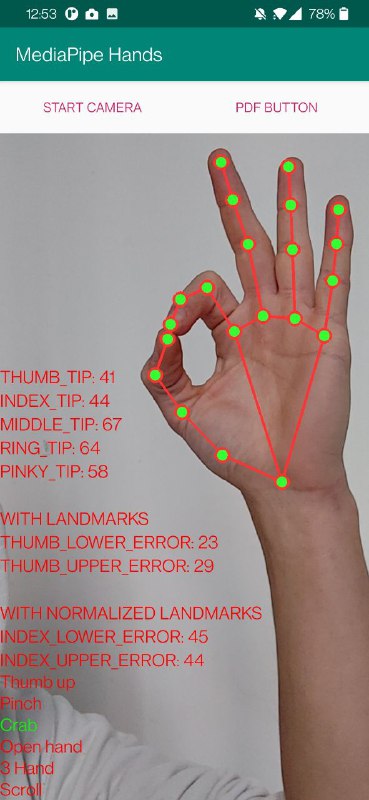 12:53
78%
MediaPipe Hands
START CAMERA
PDF BUTTON
THUMB_TIP: 41
INDEX_TIP: 44
MIDDLE_TIP: 67
RING_TIP: 64
PINKY_TIP: 58
WITH LANDMARKS
THUMB_LOWER_ERROR: 23
THUMB_UPPER_ERROR: 29
WITH NORMALIZED LANDMARKS
INDEX_LOWER_ERROR: 45
INDEX_UPPER_ERROR: 44
Thumb up
Pinch
Crab
Open hand
3 Hand
Scroll